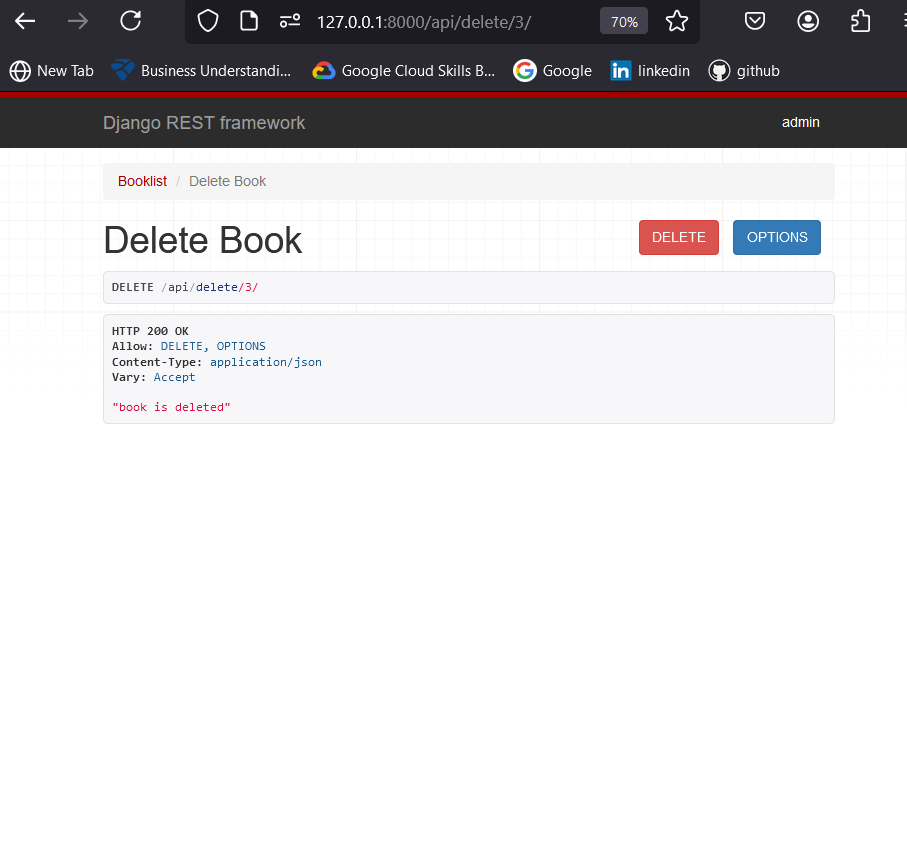 127.0.0.1:8000/api/delete/3/ 70%
New Tab Business Understandi... Google Cloud Skills B... Google linkedin github
Django REST framework admin
Booklist / Delete Book
Delete Book DELETE OPTIONS
DELETE /api/delete/3/
HTTP 200 OK
Allow: DELETE, OPTIONS
Content-Type: application/json
Vary: Accept
"book is deleted"